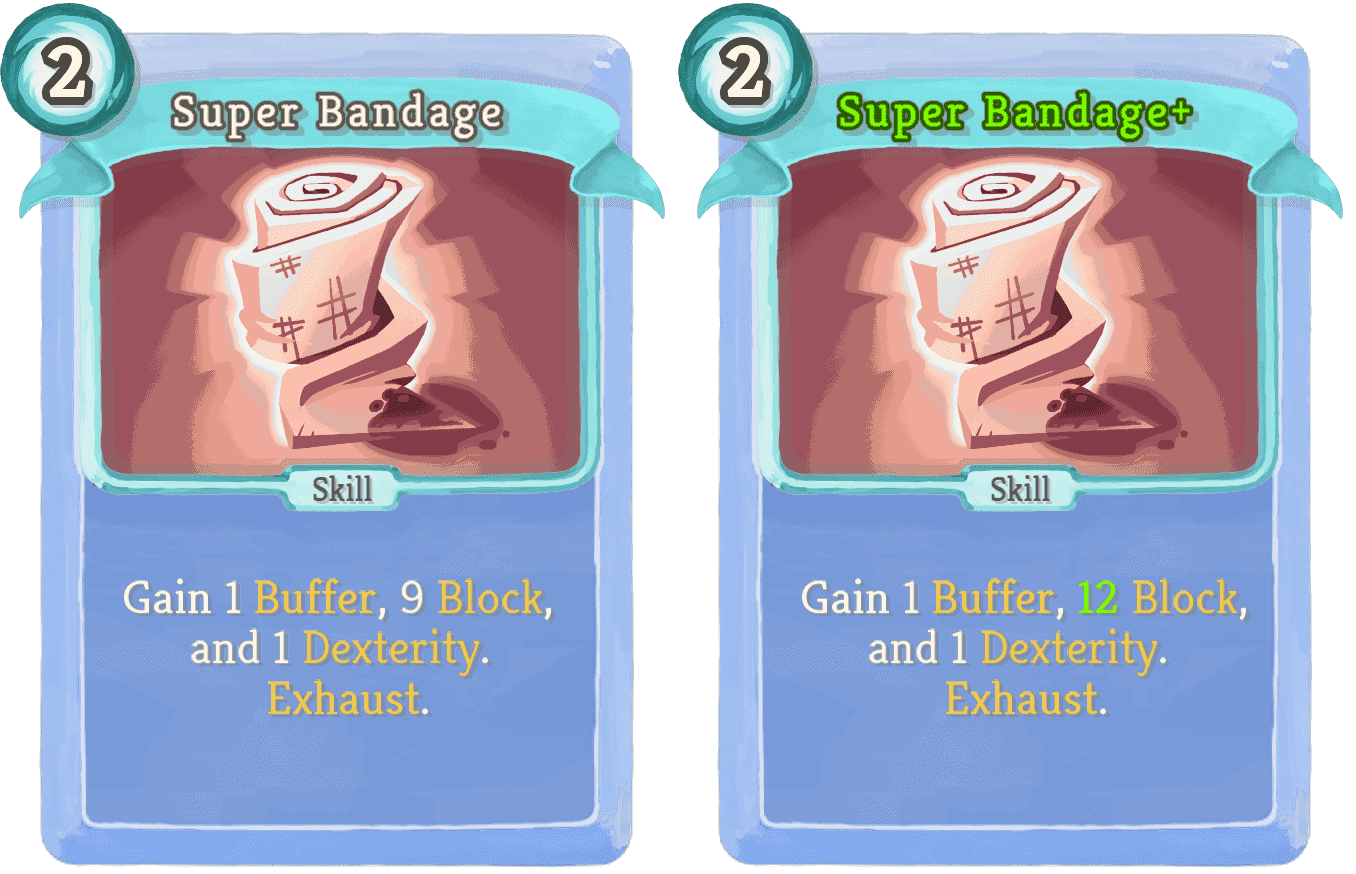 2
Super Bandage
Skill
Gain 1 Buffer, 9 Block,
and 1 Dexterity.
Exhaust.
2
Super Bandage+
Skill
Gain 1 Buffer, 12 Block,
and 1 Dexterity.
Exhaust.